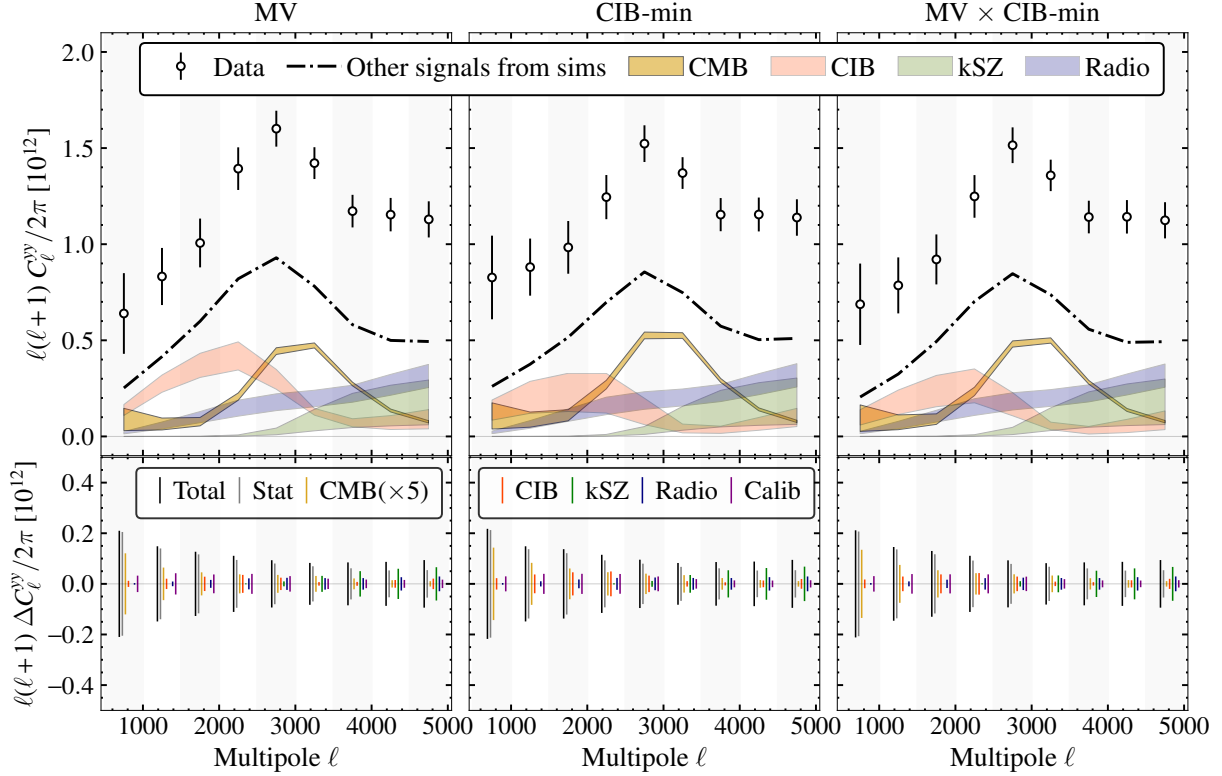 MV
CIB-min
MV × CIB-min
Data
Other signals from sims
CMB
CIB
kSZ
Radio
ℓ(ℓ + 1) C_ℓ^{yy}/2π [10^{12}]
2.0
1.5
1.0
0.5
0.0
Total
Stat
CMB(×5)
CIB
kSZ
Radio
Calib
ℓ(ℓ + 1) ΔC_ℓ^{yy}/2π [10^{12}]
0.4
0.2
0.0
−0.2
−0.4
1000 2000 3000 4000 5000
1000 2000 3000 4000 5000
1000 2000 3000 4000 5000
Multipole ℓ
Multipole ℓ
Multipole ℓ